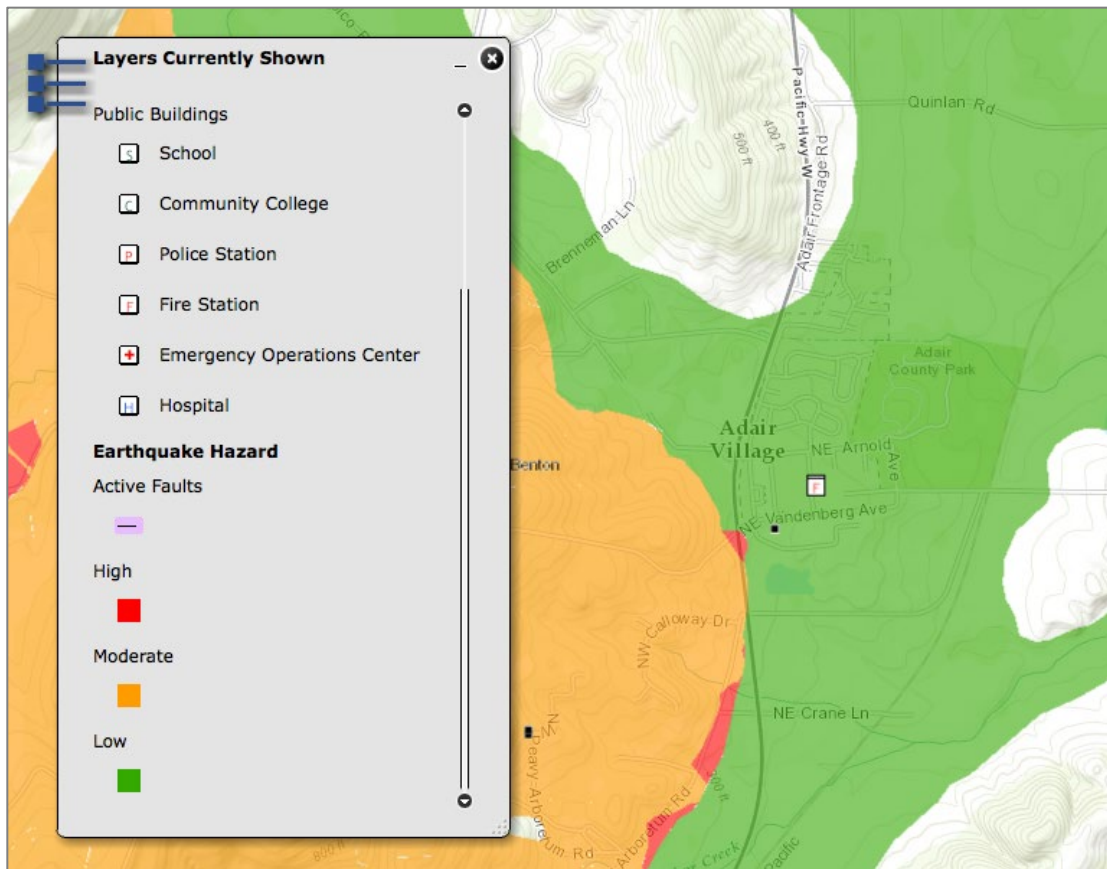 Layers Currently Shown
Public Buildings
S School
C Community College
P Police Station
F Fire Station
Emergency Operations Center
H Hospital
Earthquake Hazard
Active Faults
High
Moderate
Low
Pacific-Hwy-W
Adair Frontage Rd
Quinlan Rd
400 ft
500 ft
Brenneman Ln
Adair
County Park
Adair
Village
NE Arnold
Ave
Benton
F
NE Vandenberg Ave
NW Calloway Dr
NE Crane Ln
NW
Peavy-Arboretum Rd
Arboretum Rd
300 ft
800 ft
Creek
Pacific